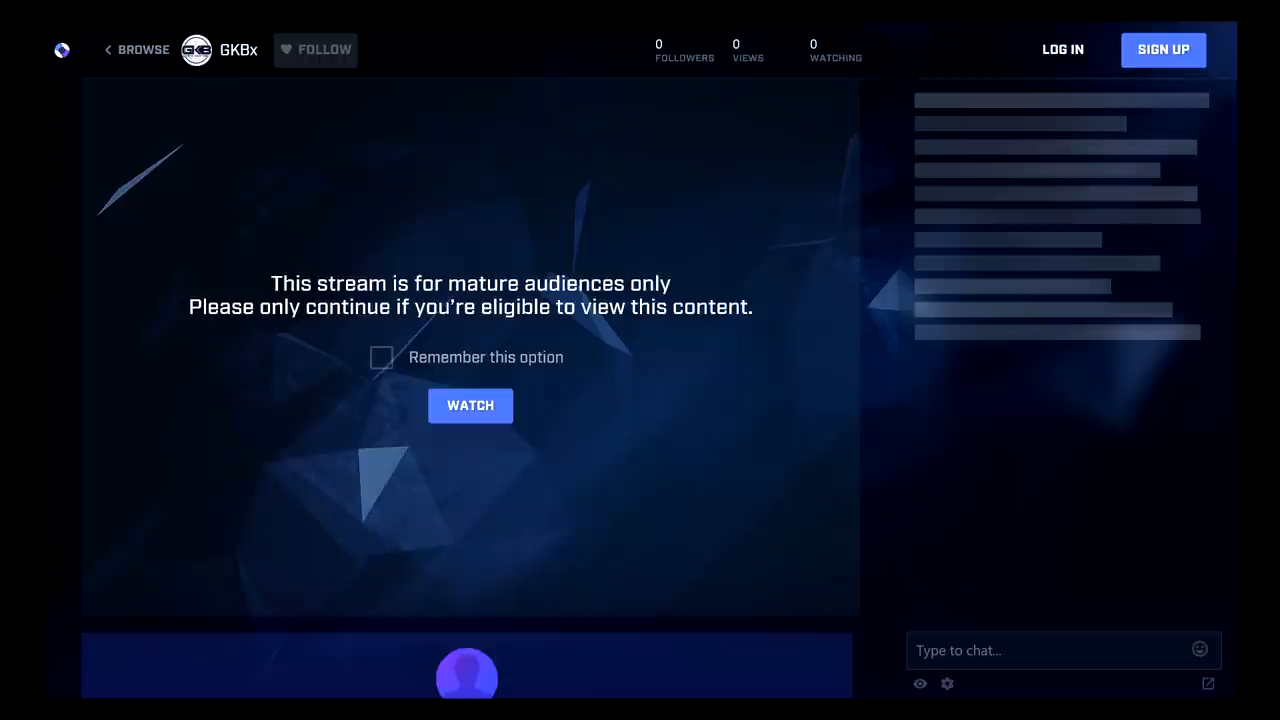 BROWSE
GKB
GKBx
FOLLOW
0
FOLLOWERS
0
VIEWS
0
WATCHING
LOG IN
SIGN UP
This stream is for mature audiences only
Please only continue if you’re eligible to view this content.
Remember this option
WATCH
Type to chat...